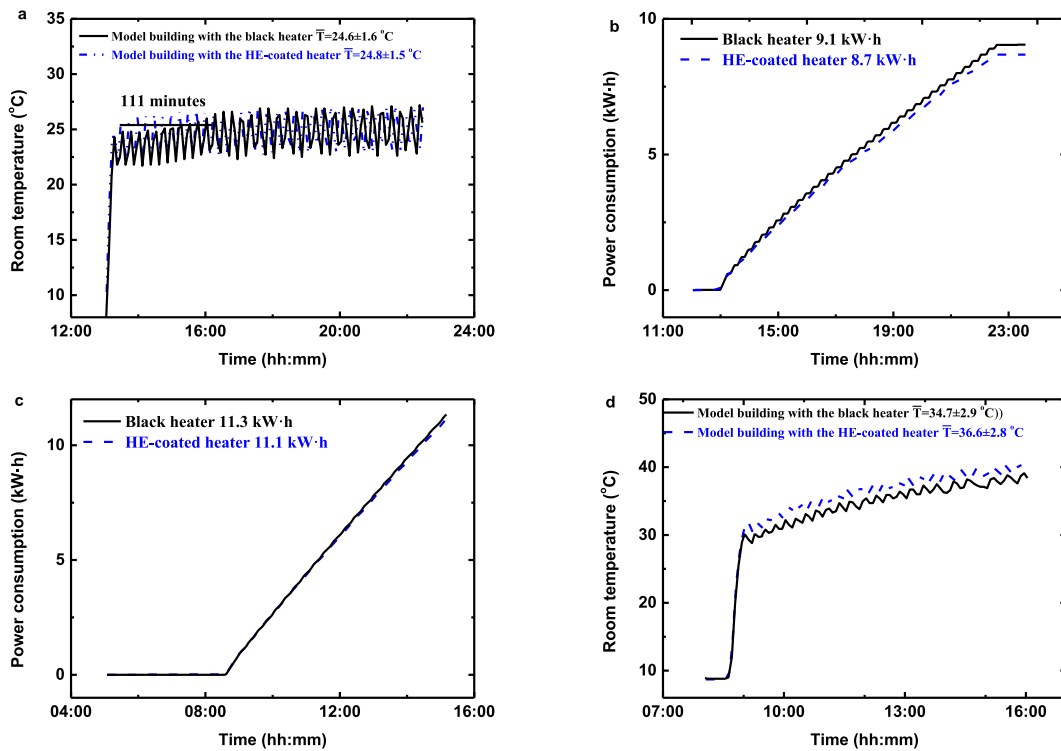 a
Model building with the black heater T̅=24.6±1.6 °C
Model building with the HE-coated heater T̅=24.8±1.5 °C
111 minutes
35
30
25
20
15
10
12:00
16:00
20:00
24:00
Room temperature (°C)
Time (hh:mm)
b
Black heater 9.1 kW·h
HE-coated heater 8.7 kW·h
10
5
0
11:00
15:00
19:00
23:00
Power consumption (kW·h)
Time (hh:mm)
c
Black heater 11.3 kW·h
HE-coated heater 11.1 kW·h
10
5
0
04:00
08:00
12:00
16:00
Power consumption (kW·h)
Time (hh:mm)
d
Model building with the black heater T̅=34.7±2.9 °C))
Model building with the HE-coated heater T̅=36.6±2.8 °C
50
40
30
20
10
07:00
10:00
13:00
16:00
Room temperature (°C)
Time (hh:mm)